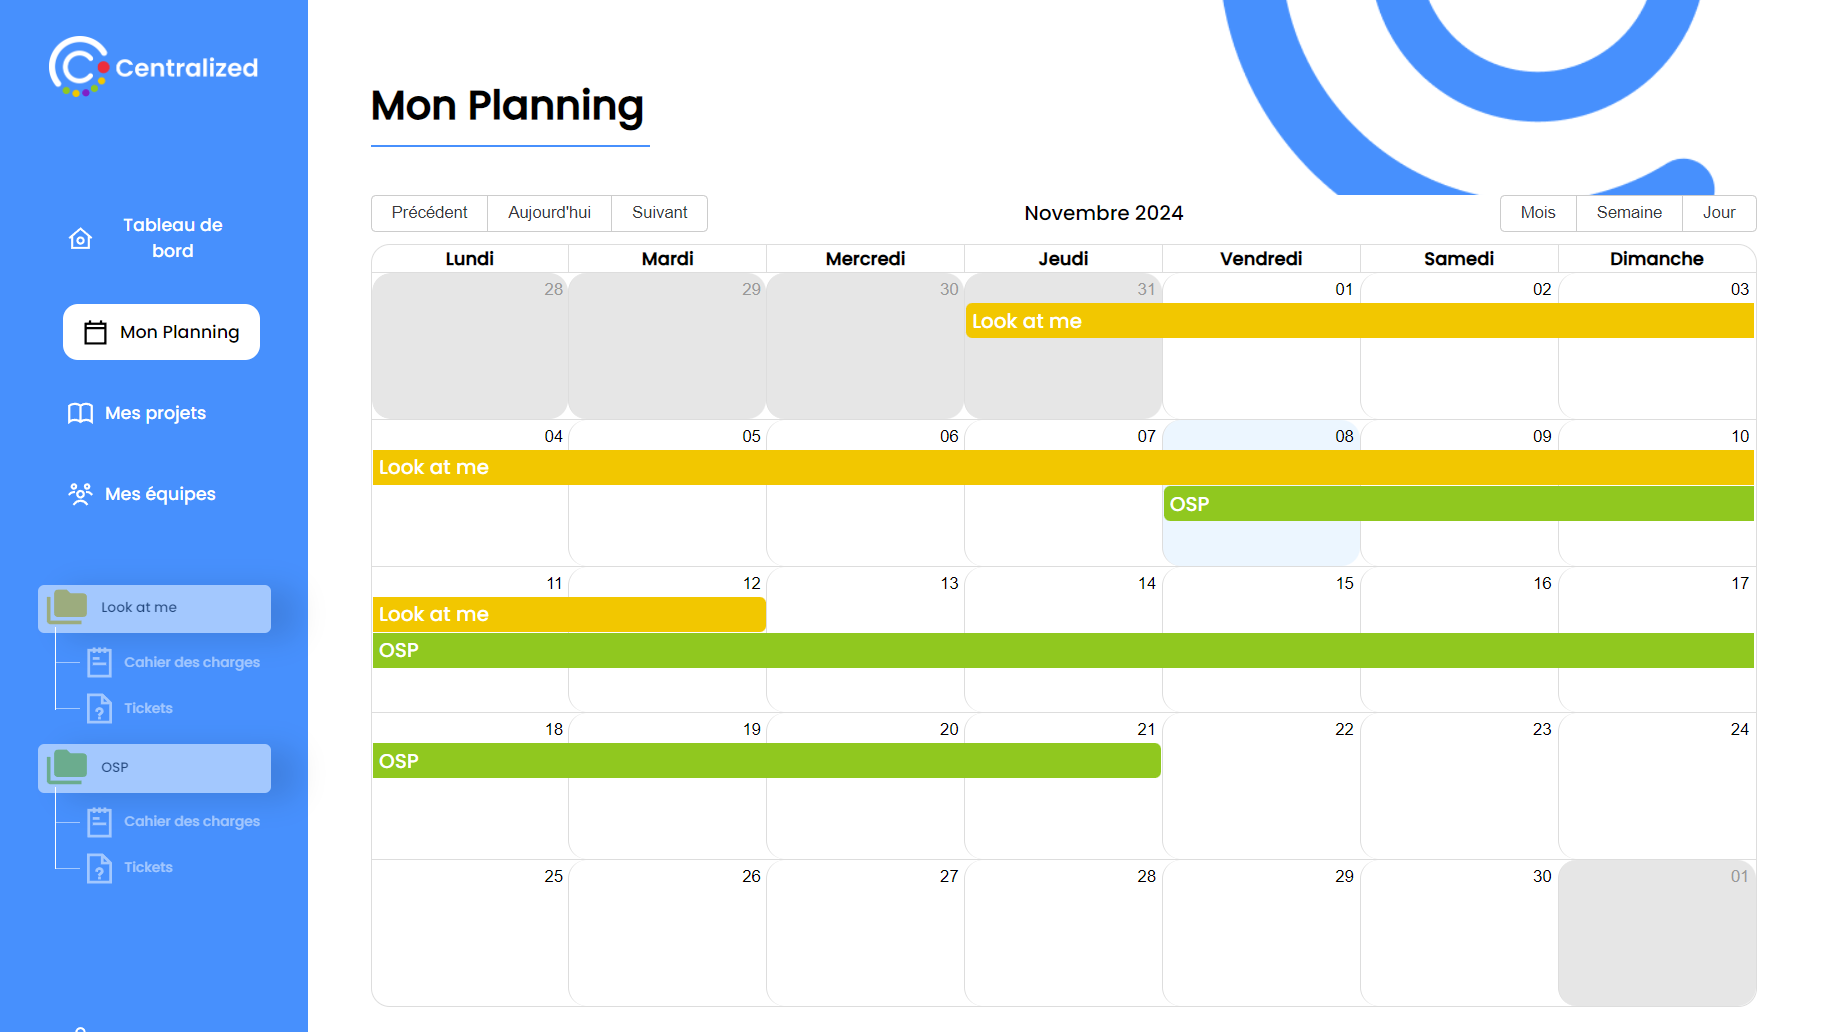 Centralized
Mon Planning
Tableau de
bord
Mon Planning
Mes projets
Mes équipes
Look at me
Cahier des charges
Tickets
OSP
Cahier des charges
Tickets
Précédent Aujourd'hui Suivant Novembre 2024 Mois Semaine Jour
Lundi Mardi Mercredi Jeudi Vendredi Samedi Dimanche
28 29 30 31 01 02 03
Look at me
04 05 06 07 08 09 10
Look at me
OSP
11 12 13 14 15 16 17
Look at me
OSP
18 19 20 21 22 23 24
OSP
25 26 27 28 29 30 01